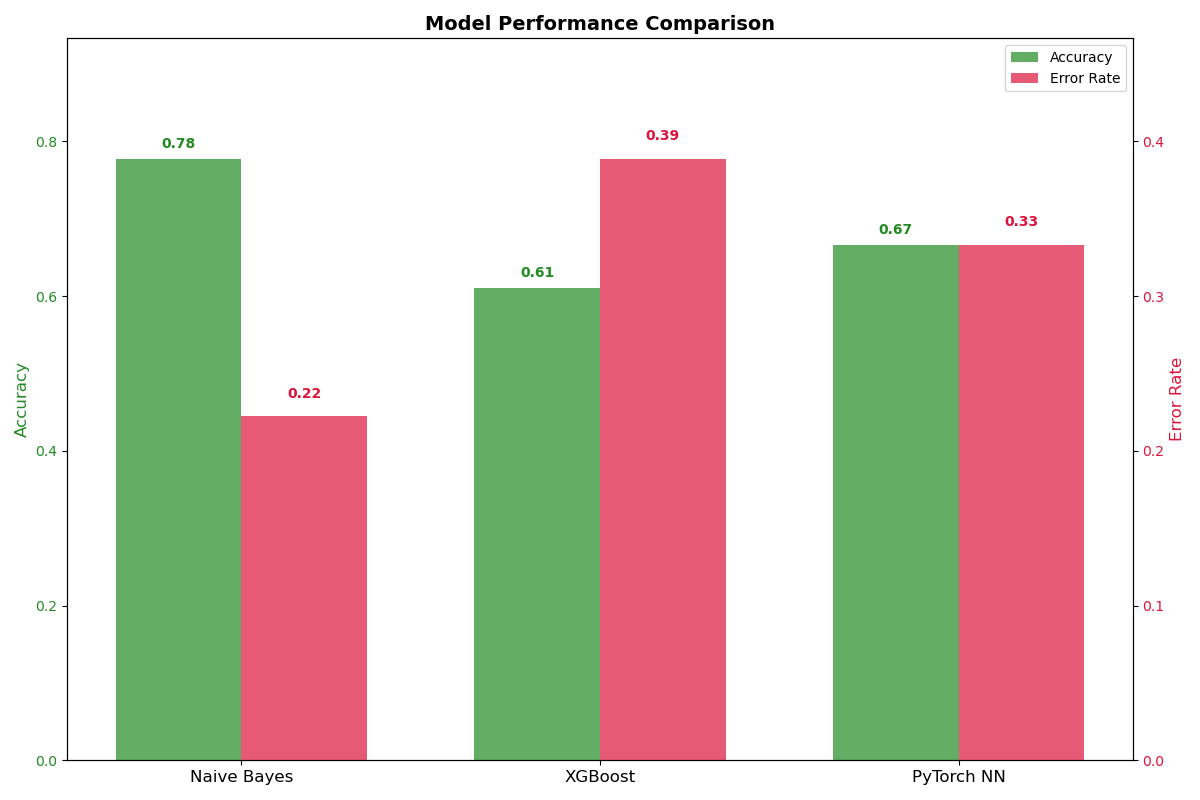 Model Performance Comparison
Accuracy
Error Rate
0.8
0.6
0.4
0.2
0.0
Accuracy
0.78
0.22
0.61
0.39
0.67
0.33
0.4
0.3
0.2
0.1
0.0
Error Rate
Naive Bayes
XGBoost
PyTorch NN